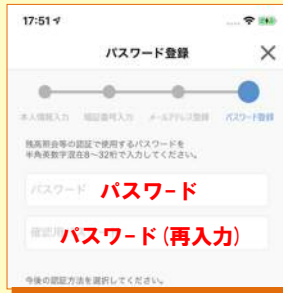 17:51
パスワード登録
本人情報入力 暗証番号入力 メールアドレス登録 パスワード登録
残高照会等の認証で使用するパスワードを
半角英数字混在8～32桁で入力してください。
パスワード パスワード
パスワード(再入力)
今後の認証方法を選択してください。